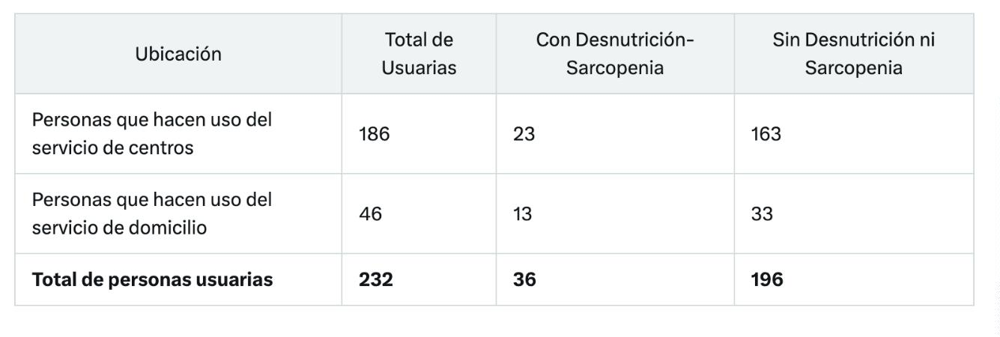 Ubicación
Total de
Usuarias
Con Desnutrición-
Sarcopenia
Sin Desnutrición ni
Sarcopenia
Personas que hacen uso del
servicio de centros
186
23
163
Personas que hacen uso del
servicio de domicilio
46
13
33
Total de personas usuarias
232
36
196